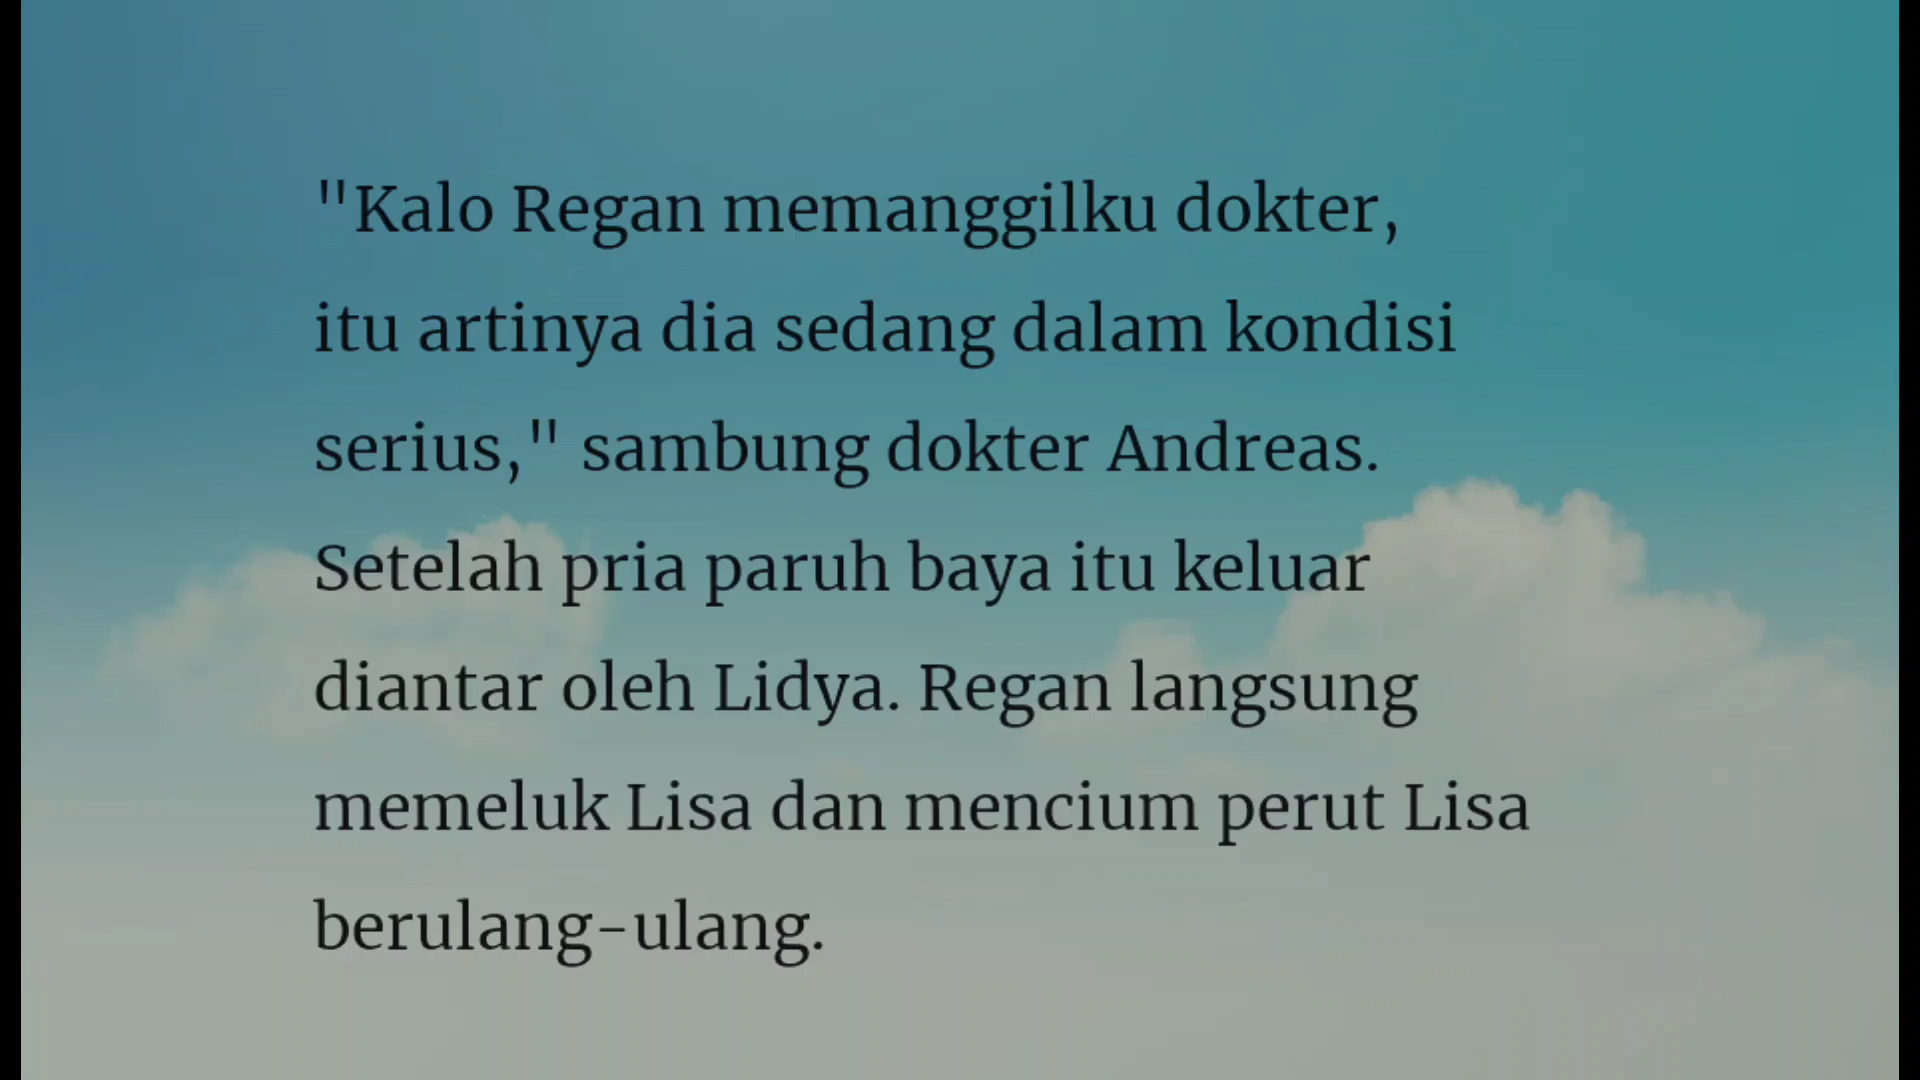 "Kalo Regan memanggilku dokter,
itu artinya dia sedang dalam kondisi
serius," sambung dokter Andreas.
Setelah pria paruh baya itu keluar
diantar oleh Lidya. Regan langsung
memeluk Lisa dan mencium perut Lisa
berulang-ulang.